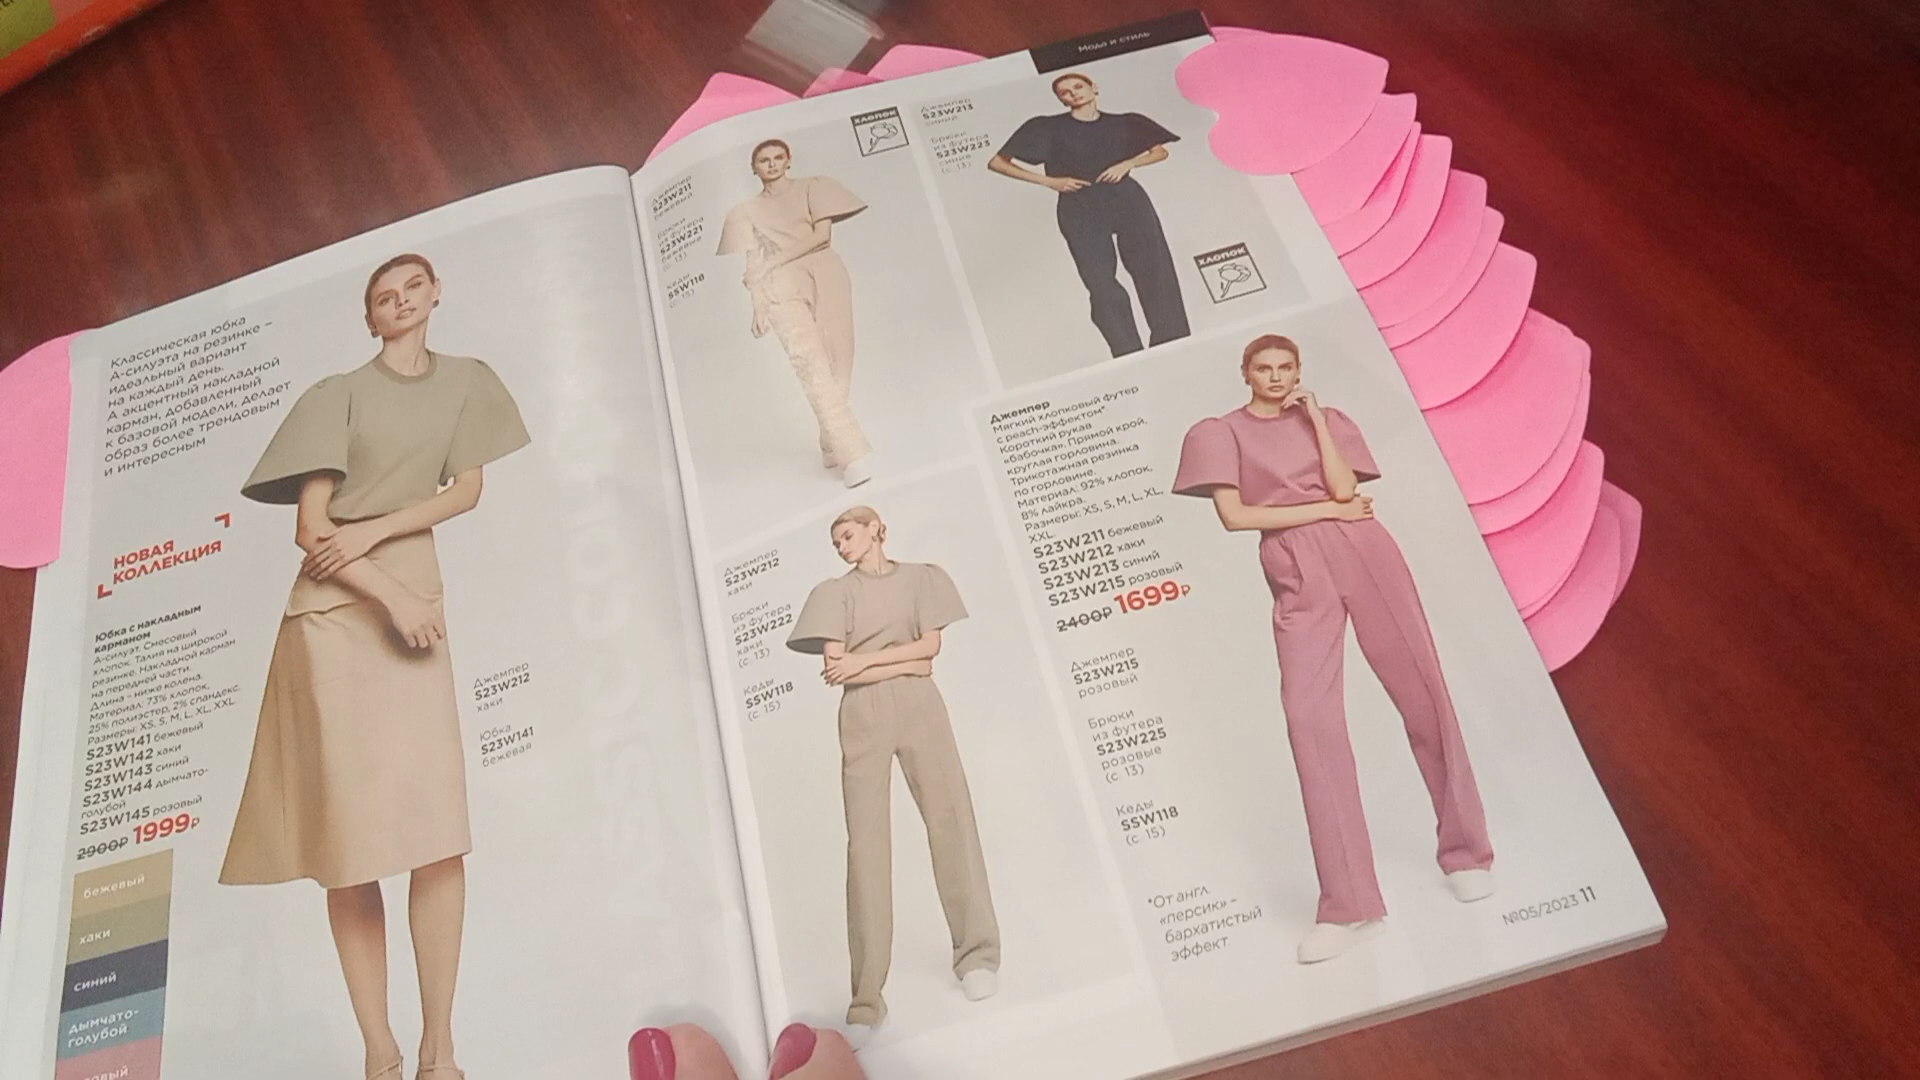 Классическая юбка
А-силуэта на резинке –
идеальный вариант
на каждый день.
А акцентный накладной
карман, добавленный
к базовой модели, делает
образ более трендовым
и интересным
НОВАЯ
КОЛЛЕКЦИЯ
Юбка с накладным
карманом
А-силуэт. Смесовый
хлопок. Талия на широкой
резинке. Накладной карман
на передней части.
Длина – ниже колена.
Материал: 73% хлопок,
25% полиэстер, 2% спандекс.
Размеры: XS, S, M, L, XL, XXL
S23W141 бежевый
S23W142 хаки
S23W143 синий
S23W144 дымчато-
голубой
S23W145 розовый
2900₽ 1999₽
бежевый
хаки
синий
дымчато-
голубой
Джемпер
S23W212
хаки
Юбка
S23W141
бежевая
Мода и стиль
Джемпер
S23W211
бежевый
Брюки
из футера
S23W221
бежевые
(с. 13)
Кеды
SSW118
(с. 15)
ХЛОПОК
Джемпер
S23W213
синий
Брюки
из футера
S23W223
синие
(с. 13)
ХЛОПОК
Джемпер
S23W212
хаки
Брюки
из футера
S23W222
хаки
(с. 13)
Кеды
SSW118
(с. 15)
Джемпер
Мягкий хлопковый футер
с peach-эффектом*
Короткий рукав
«бабочка». Прямой крой,
круглая горловина.
Трикотажная резинка
по горловине.
Материал: 92% хлопок,
8% лайкра.
Размеры: XS, S, M, L, XL,
XXL
S23W211 бежевый
S23W212 хаки
S23W213 синий
S23W215 розовый
2400₽ 1699₽
Джемпер
S23W215
розовый
Брюки
из футера
S23W225
розовые
(с. 13)
Кеды
SSW118
(с. 15)
*От англ.
«персик» –
бархатистый
эффект.
№05/2023 11